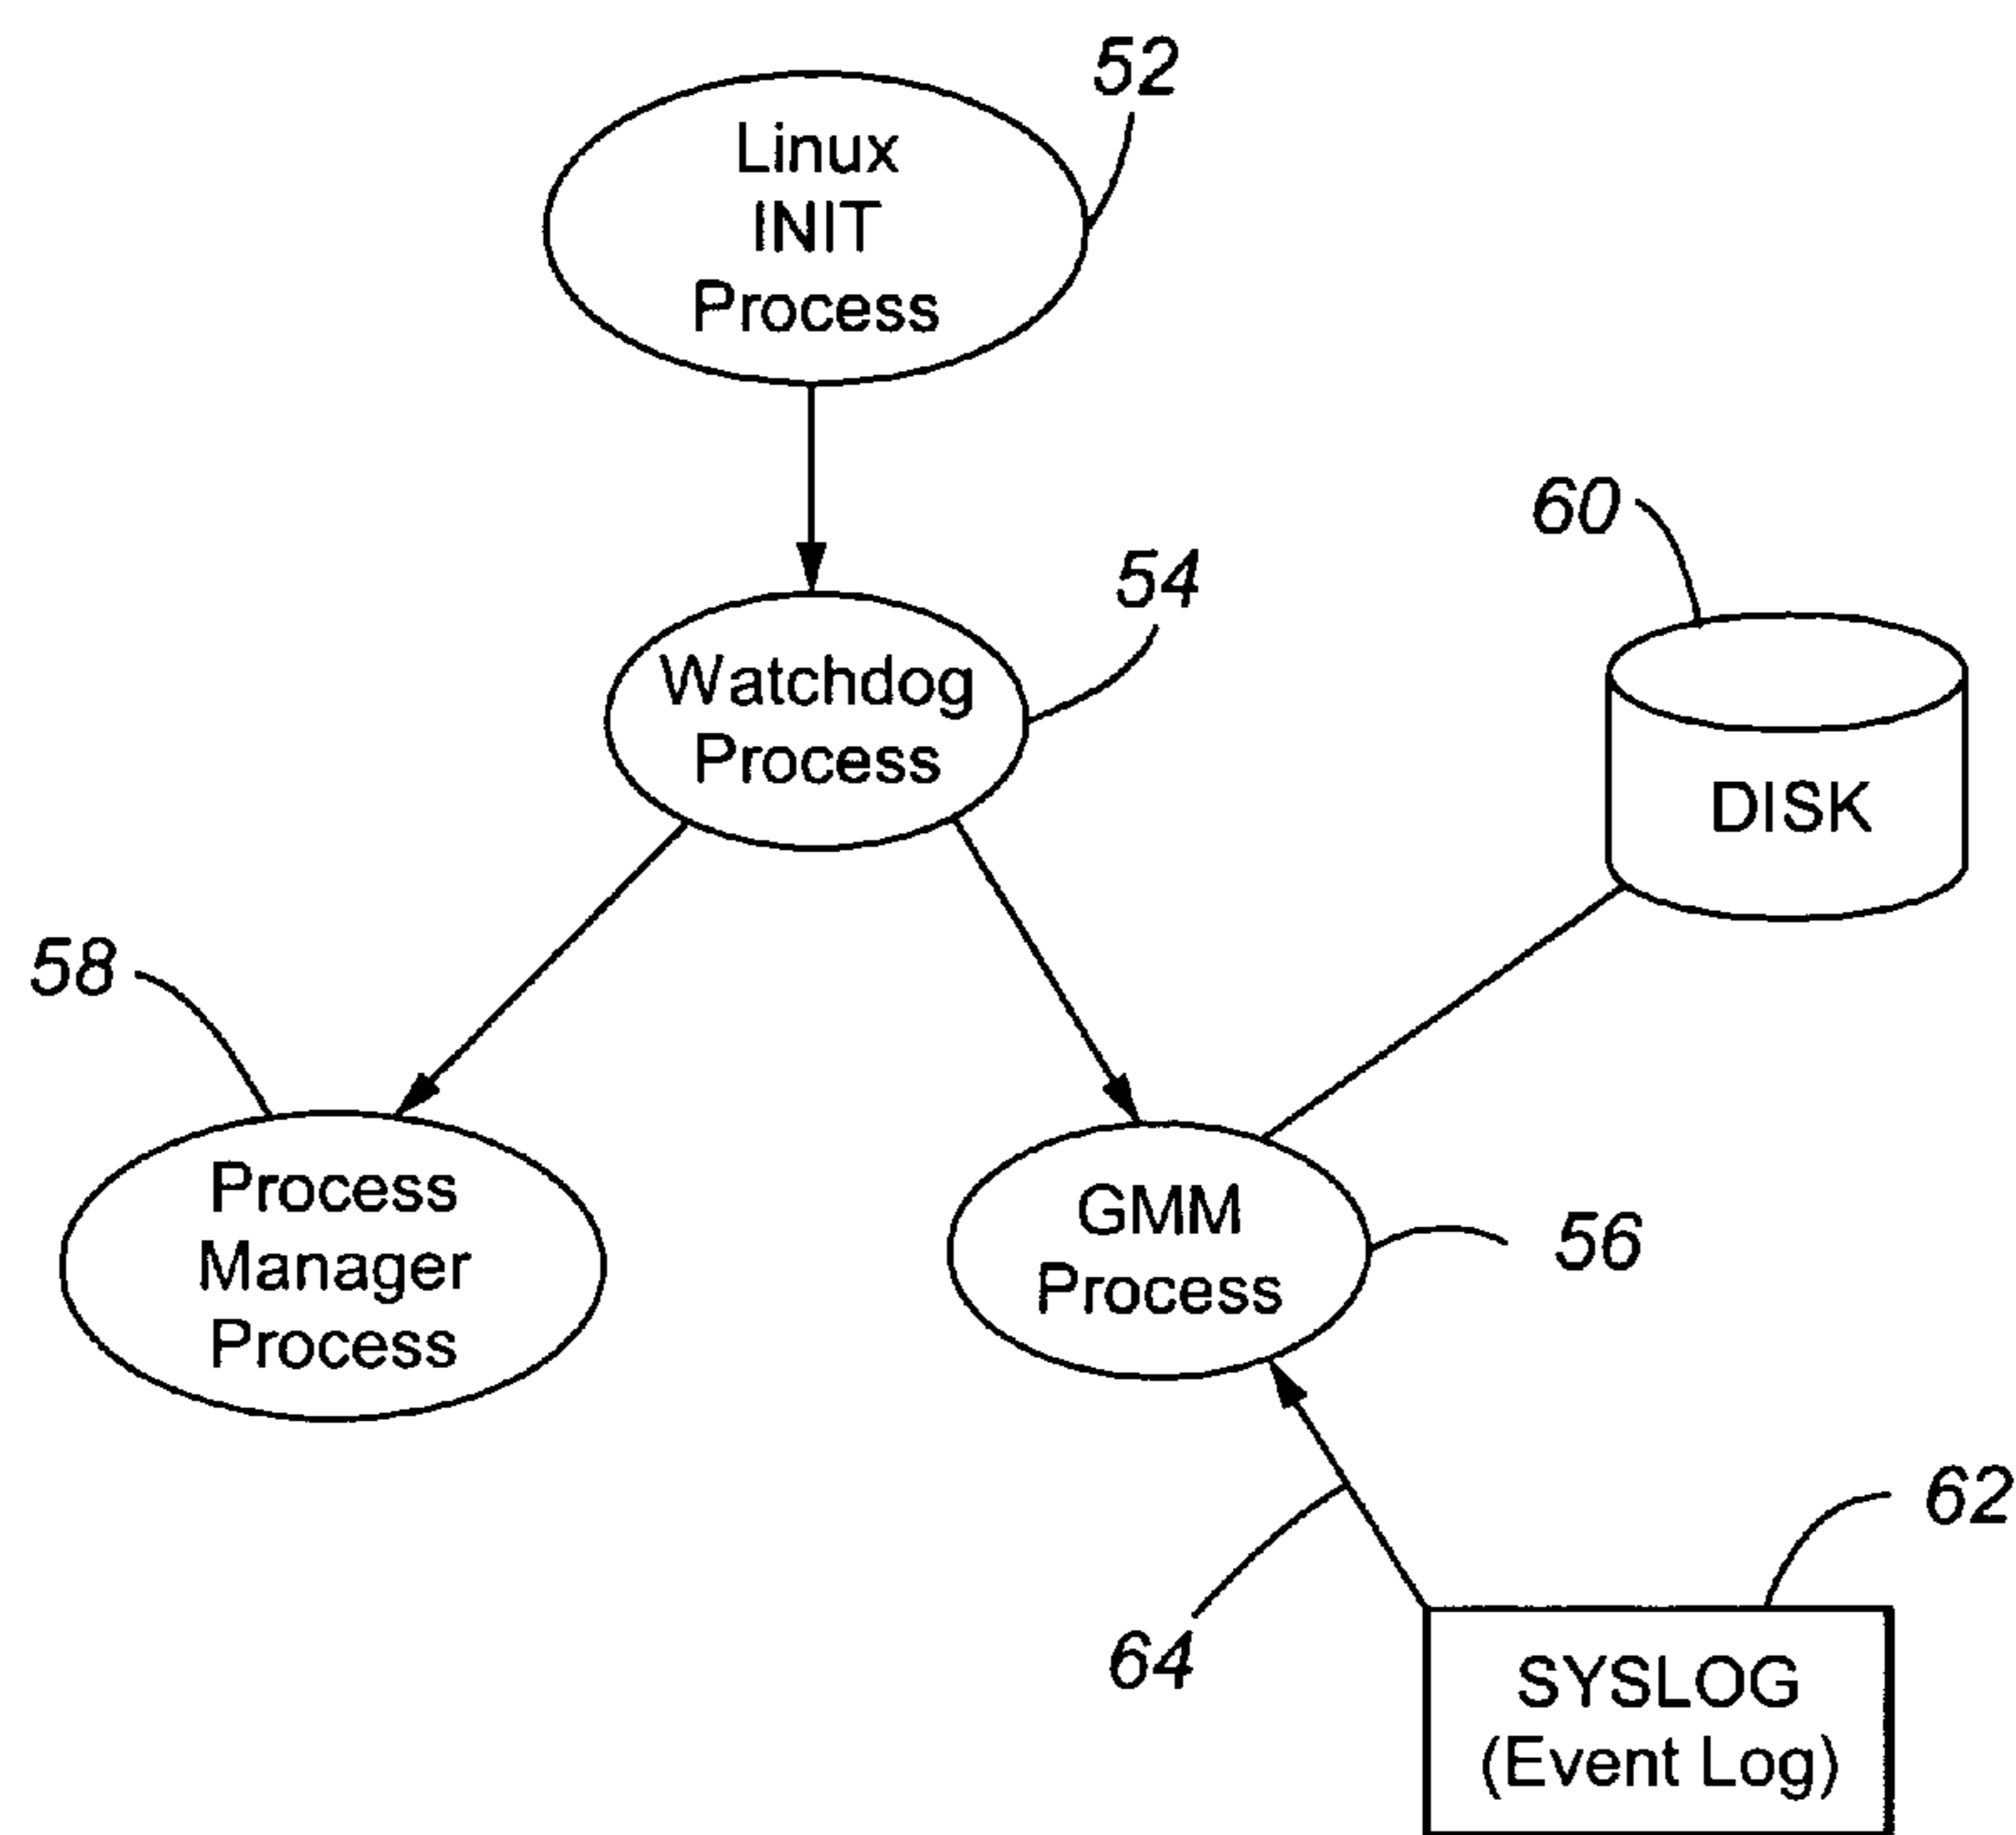 52
Linux
INIT
Process
54
Watchdog
Process
60
DISK
58
Process
Manager
Process
GMM
Process
56
64
62
SYSLOG
(Event Log)